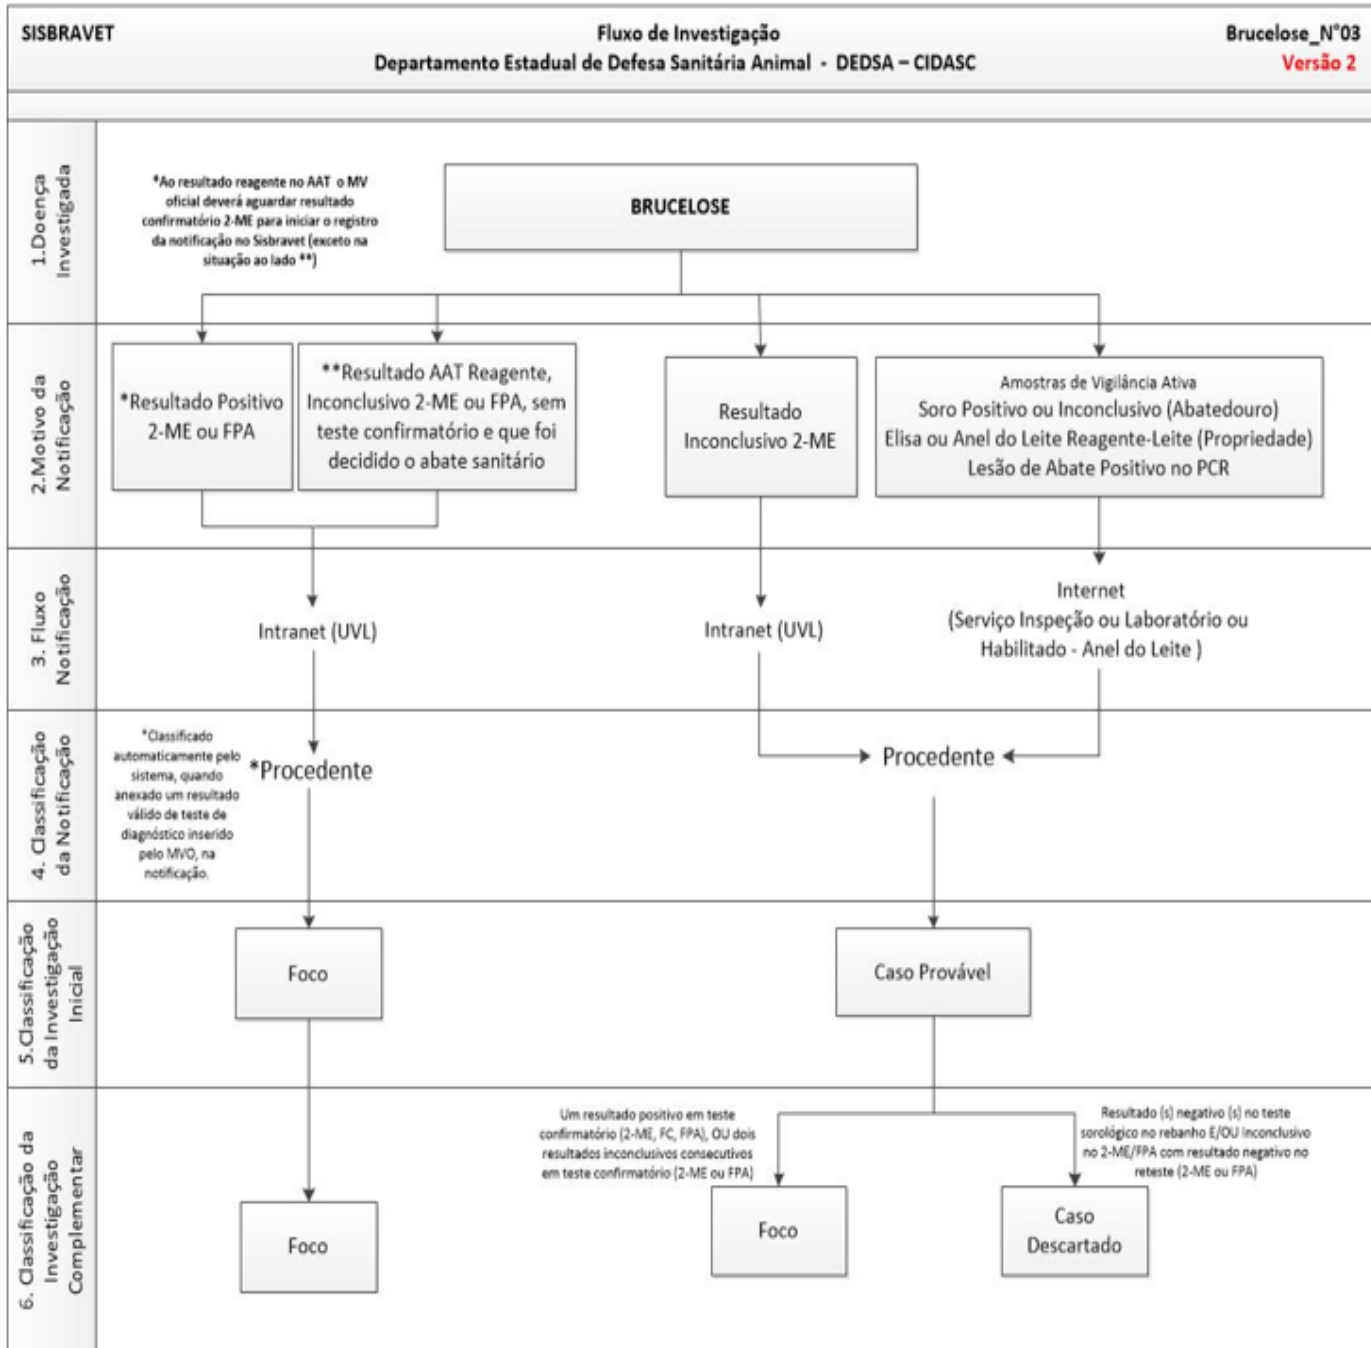 SISBRAVET
Fluxo de Investigação
Departamento Estadual de Defesa Sanitária Animal - DEDSA – CIDASC
Brucelose_N°03
Versão 2
1.Doença
Investigada
*Ao resultado reagente no AAT o MV
oficial deverá aguardar resultado
confirmatório 2-ME para iniciar o registro
da notificação no Sisbravet (exceto na
situação ao lado **)
BRUCELOSE
2.Motivo da
Notificação
*Resultado Positivo
2-ME ou FPA
**Resultado AAT Reagente,
Inconclusivo 2-ME ou FPA, sem
teste confirmatório e que foi
decidido o abate sanitário
Resultado
Inconclusivo 2-ME
Amostras de Vigilância Ativa
Soro Positivo ou Inconclusivo (Abatedouro)
Elisa ou Anel do Leite Reagente-Leite (Propriedade)
Lesão de Abate Positivo no PCR
3. Fluxo
Notificação
Intranet (UVL)
Intranet (UVL)
Internet
(Serviço Inspeção ou Laboratório ou
Habilitado - Anel do Leite )
4. Classificação
da Notificação
*Classificado
automaticamente pelo
sistema, quando
anexado um resultado
válido de teste de
diagnóstico inserido
pelo MVO, na
notificação.
*Procedente
Procedente
5.Classificação
da Investigação
Inicial
Foco
Caso Provável
6. Classificação da
Investigação
Complementar
Um resultado positivo em teste
confirmatório (2-ME, FC, FPA), OU dois
resultados inconclusivos consecutivos
em teste confirmatório (2-ME ou FPA)
Resultado (s) negativo (s) no teste
sorológico no rebanho E/OU Inconclusivo
no 2-ME/FPA com resultado negativo no
reteste (2-ME ou FPA)
Foco
Foco
Caso
Descartado